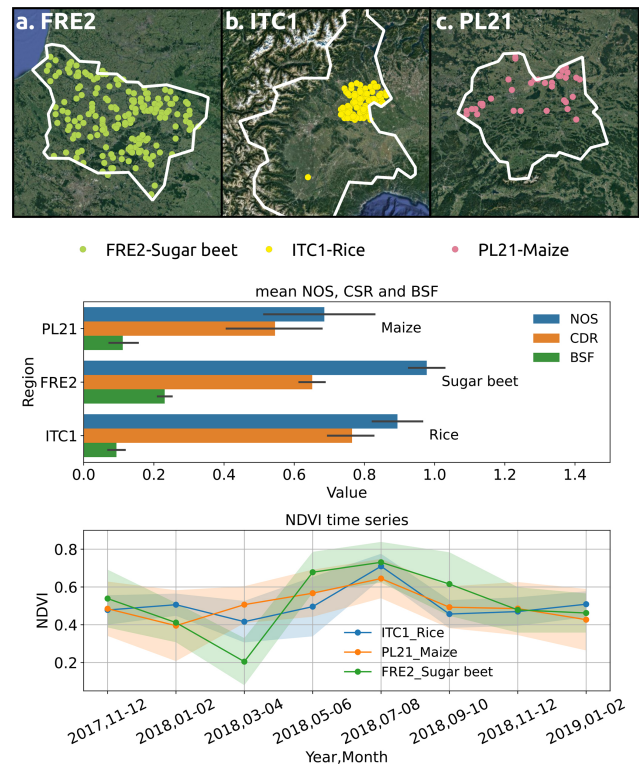 a. FRE2
b. ITC1
c. PL21
FRE2-Sugar beet
ITC1-Rice
PL21-Maize
mean NOS, CSR and BSF
Region
PL21
FRE2
ITC1
Maize
Sugar beet
Rice
NOS
CDR
BSF
0.0 0.2 0.4 0.6 0.8 1.0 1.2 1.4
Value
NDVI time series
NDVI
0.8
0.6
0.4
0.2
ITC1_Rice
PL21_Maize
FRE2_Sugar beet
2017,11-12
2018,01-02
2018,03-04
2018,05-06
2018,07-08
2018,09-10
2018,11-12
2019,01-02
Year,Month